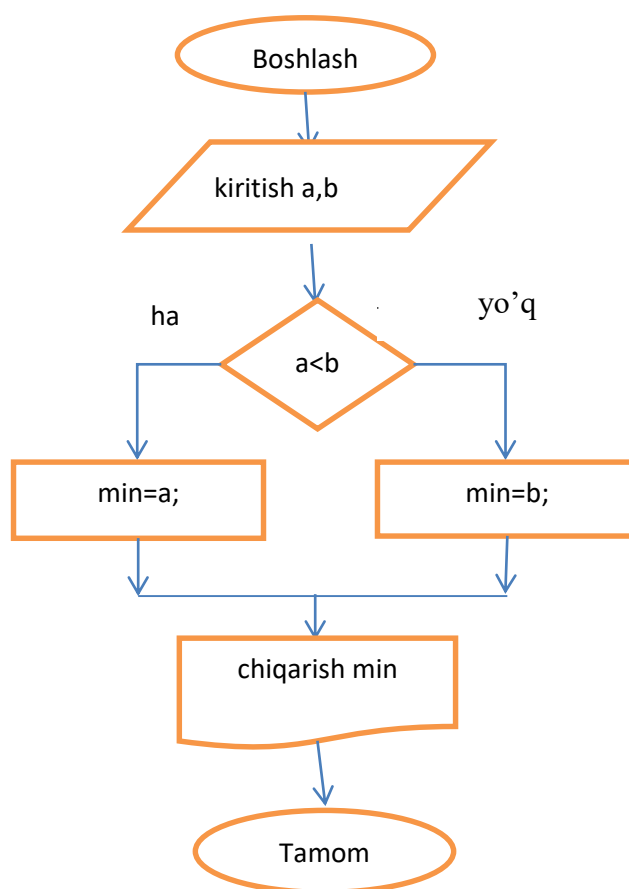 Boshlash
kiritish a,b
ha
yo’q
a<b
min=a;
min=b;
chiqarish min
Tamom